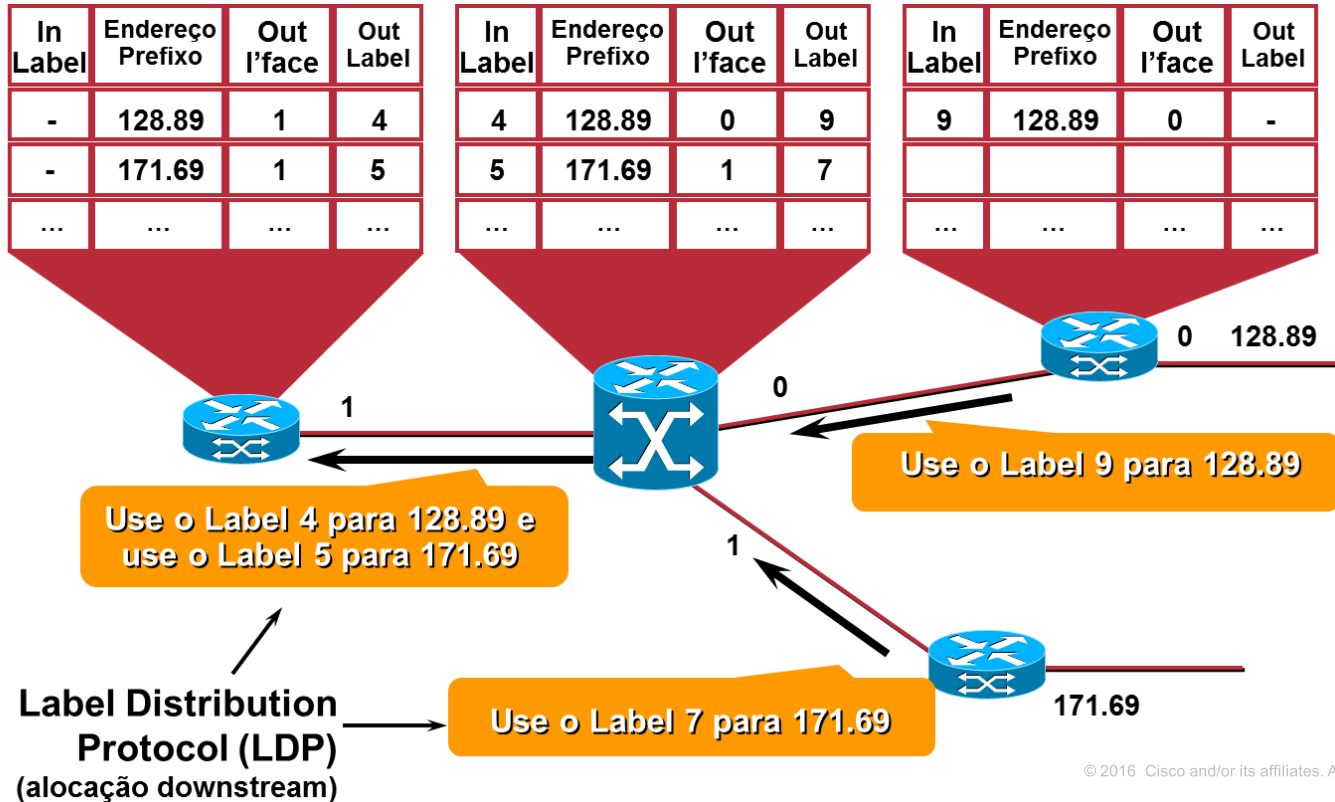 In Label Endereço Prefixo Out l'face Out Label
- 128.89 1 4
- 171.69 1 5
... ... ... ...
In Label Endereço Prefixo Out l'face Out Label
4 128.89 0 9
5 171.69 1 7
... ... ... ...
In Label Endereço Prefixo Out l'face Out Label
9 128.89 0 -
... ... ... ...
0 128.89
0
1
Use o Label 9 para 128.89
Use o Label 4 para 128.89 e
use o Label 5 para 171.69
1
Label Distribution
Protocol (LDP)
(alocação downstream)
Use o Label 7 para 171.69
171.69
© 2016 Cisco and/or its affiliates. A